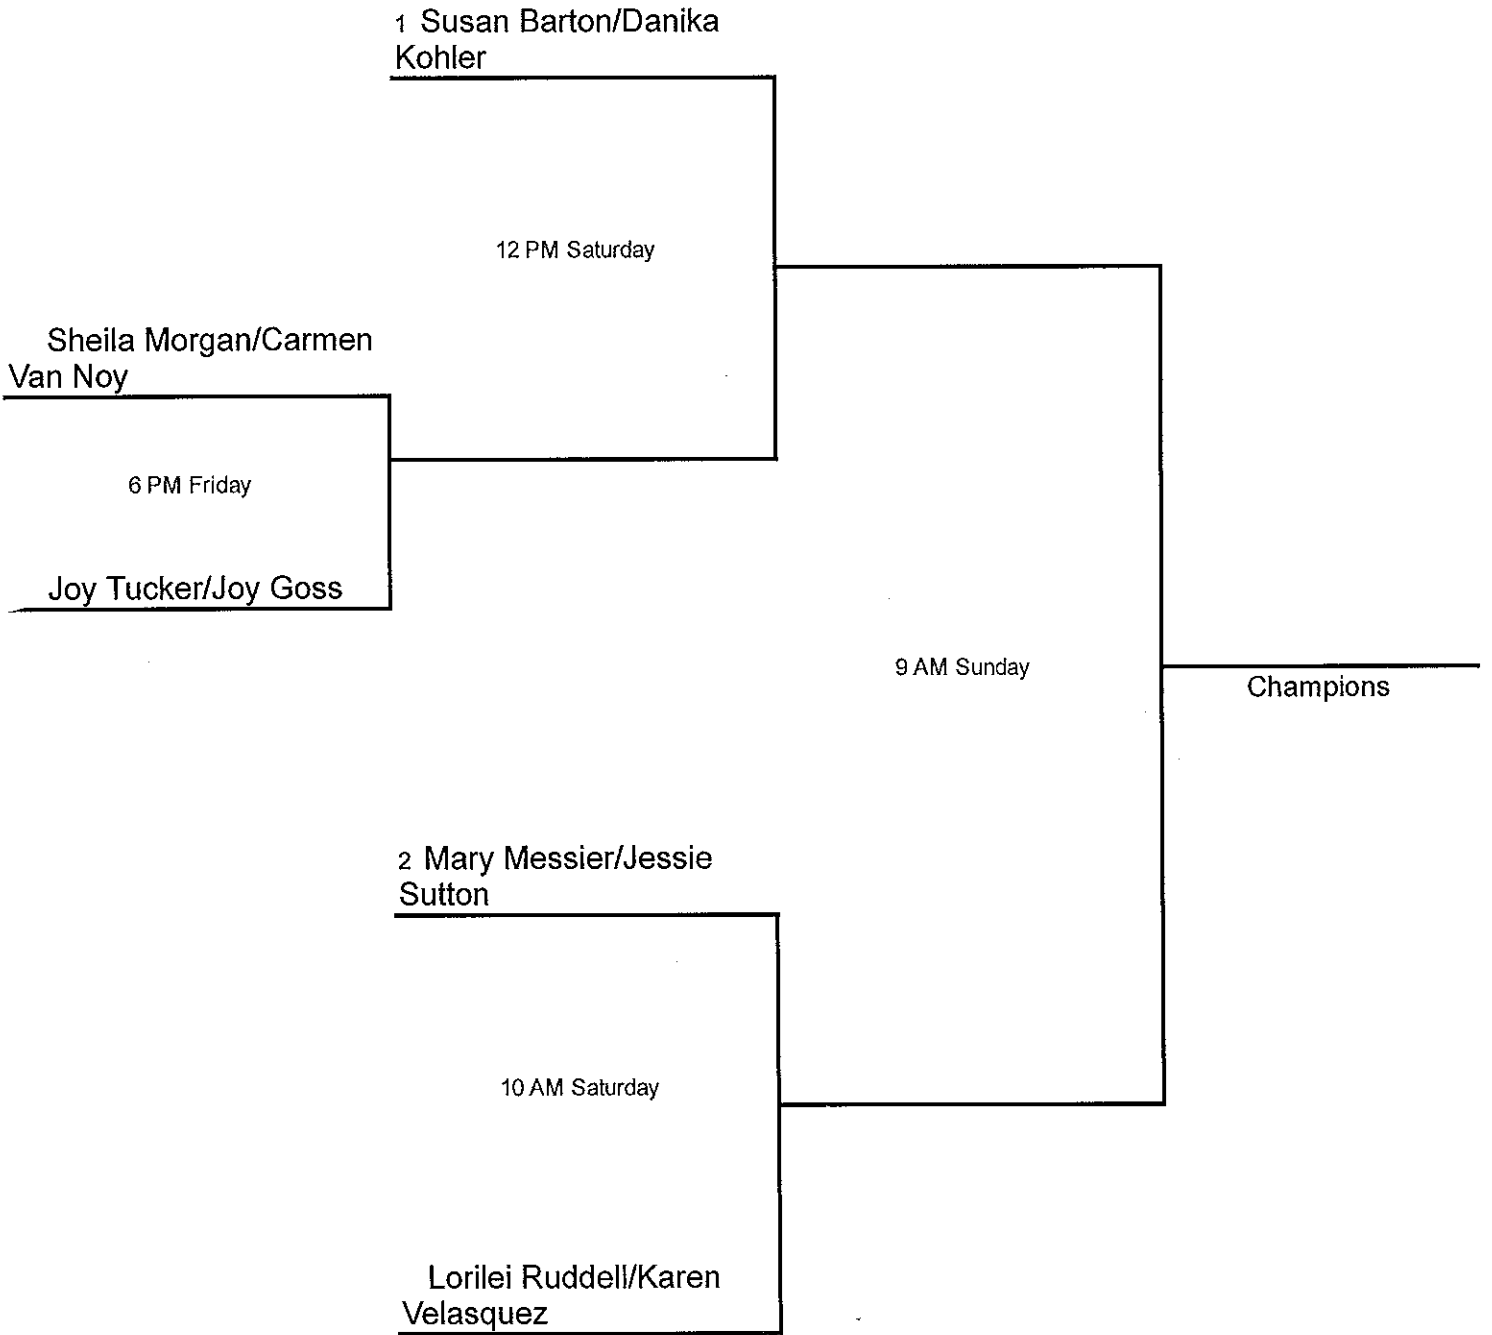 1 Susan Barton/Danika
Kohler
12 PM Saturday
Sheila Morgan/Carmen
Van Noy
6 PM Friday
Joy Tucker/Joy Goss
9 AM Sunday
Champions
2 Mary Messier/Jessie
Sutton
10 AM Saturday
Lorilei Ruddell/Karen
Velasquez